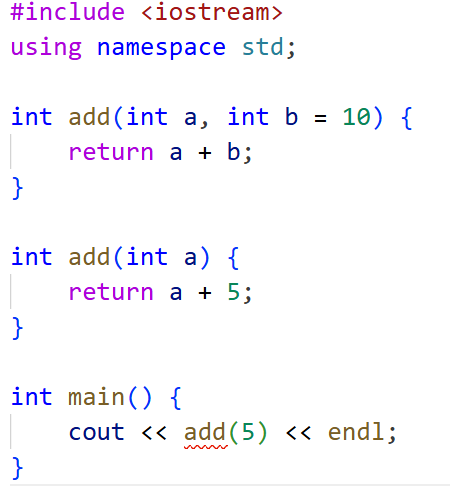 #include <iostream>
using namespace std;
int add(int a, int b = 10) {
    return a + b;
}
int add(int a) {
    return a + 5;
}
int main() {
    cout << add(5) << endl;
}